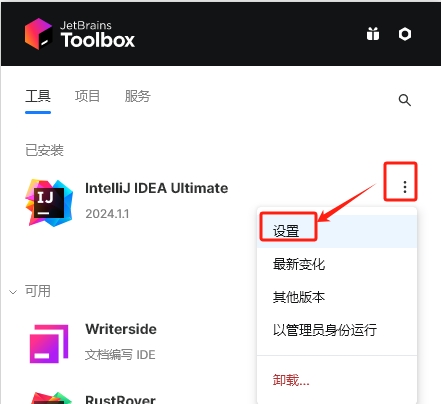 JetBrains
Toolbox
工具 项目 服务
已安装
IntelliJ IDEA Ultimate
2024.1.1
设置
最新变化
其他版本
以管理员身份运行
卸载...
可用
Writerside
文档编写 IDE
RustRover